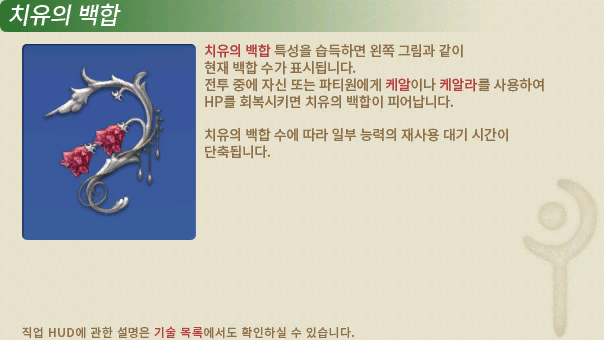 치유의 백합
치유의 백합 특성을 습득하면 왼쪽 그림과 같이
현재 백합 수가 표시됩니다.
전투 중에 자신 또는 파티원에게 케알이나 케알라를 사용하여
HP를 회복시키면 치유의 백합이 피어납니다.
치유의 백합 수에 따라 일부 능력의 재사용 대기 시간이
단축됩니다.
직업 HUD에 관한 설명은 기술 목록에서도 확인하실 수 있습니다.